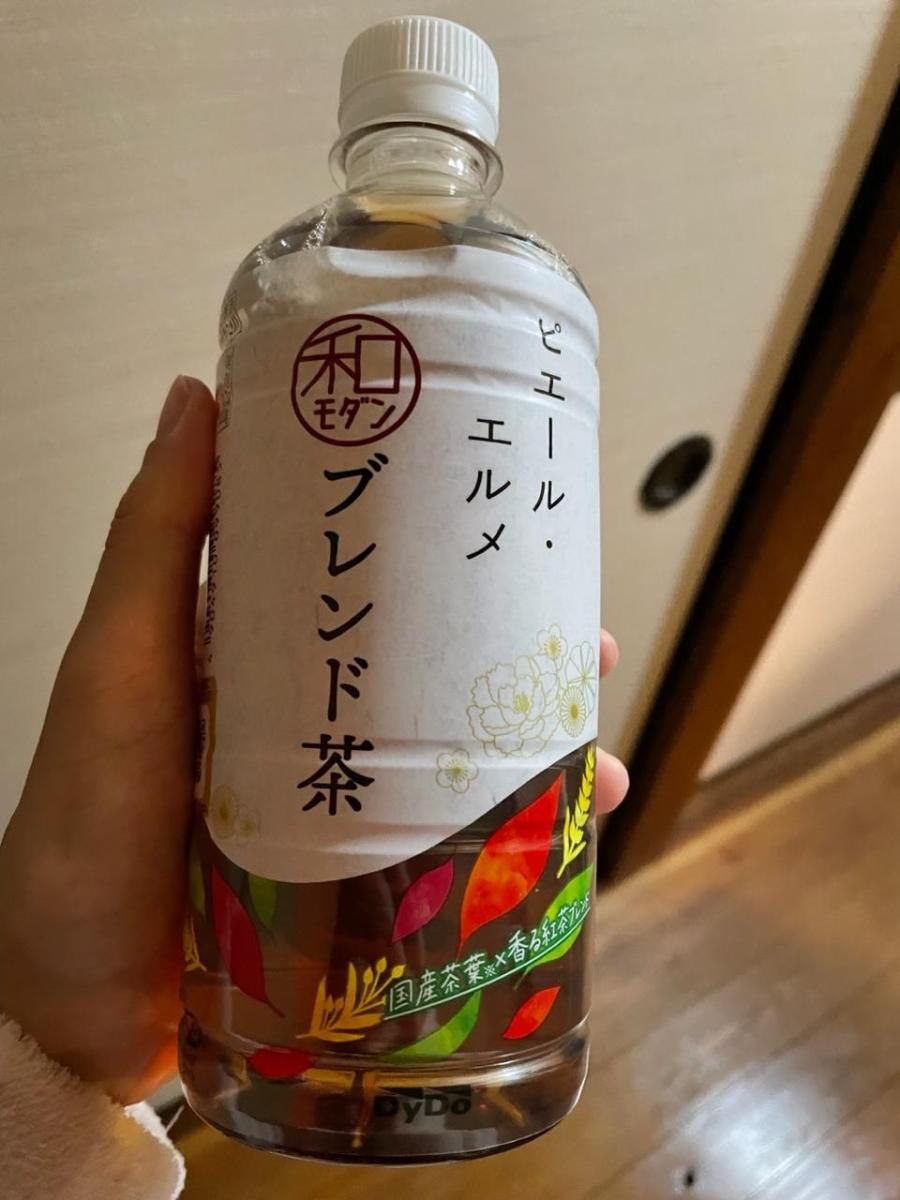 ピエール・
エルメ
和
モダン
ブレンド茶
国産茶葉※×香る紅茶ブレンド
DyDo